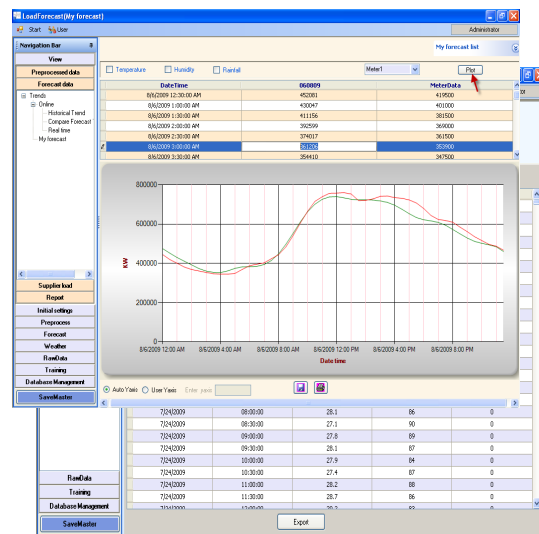 LoadForecast(My forecast)
Start User Administrator
Navigation Bar
View
Preprocessed data
Forecast data
Trends
Online
Historical Trend
Compare Forecast
Real time
My forecast
Supplier load
Report
Initial settings
Preprocess
Forecast
Weather
RawData
Training
Database Management
SaveMaster
My forecast list
Temperature Humidity Rainfall Meter1 Plot
DateTime 060809 MeterData
8/6/2009 12:30:00 AM 452081 419500
8/6/2009 1:00:00 AM 430047 401000
8/6/2009 1:30:00 AM 411156 381500
8/6/2009 2:00:00 AM 392599 369000
8/6/2009 2:30:00 AM 374017 361500
8/6/2009 3:00:00 AM 361206 353900
8/6/2009 3:30:00 AM 354410 347500
800000
600000
400000
200000
0
KW
8/6/2009 12:00 AM 8/6/2009 4:00 AM 8/6/2009 8:00 AM 8/6/2009 12:00 PM 8/6/2009 4:00 PM 8/6/2009 8:00 PM
Date time
Auto Yaxis User Yaxis Enter yaxis
7/24/2009 08:00:00 28.1 86 0
7/24/2009 08:30:00 27.1 90 0
7/24/2009 09:00:00 27.8 89 0
7/24/2009 09:30:00 28.1 87 0
7/24/2009 10:00:00 27.9 84 0
7/24/2009 10:30:00 27.4 87 0
7/24/2009 11:00:00 28.2 88 0
7/24/2009 11:30:00 28.7 86 0
RawData
Training
Database Management
SaveMaster
Export